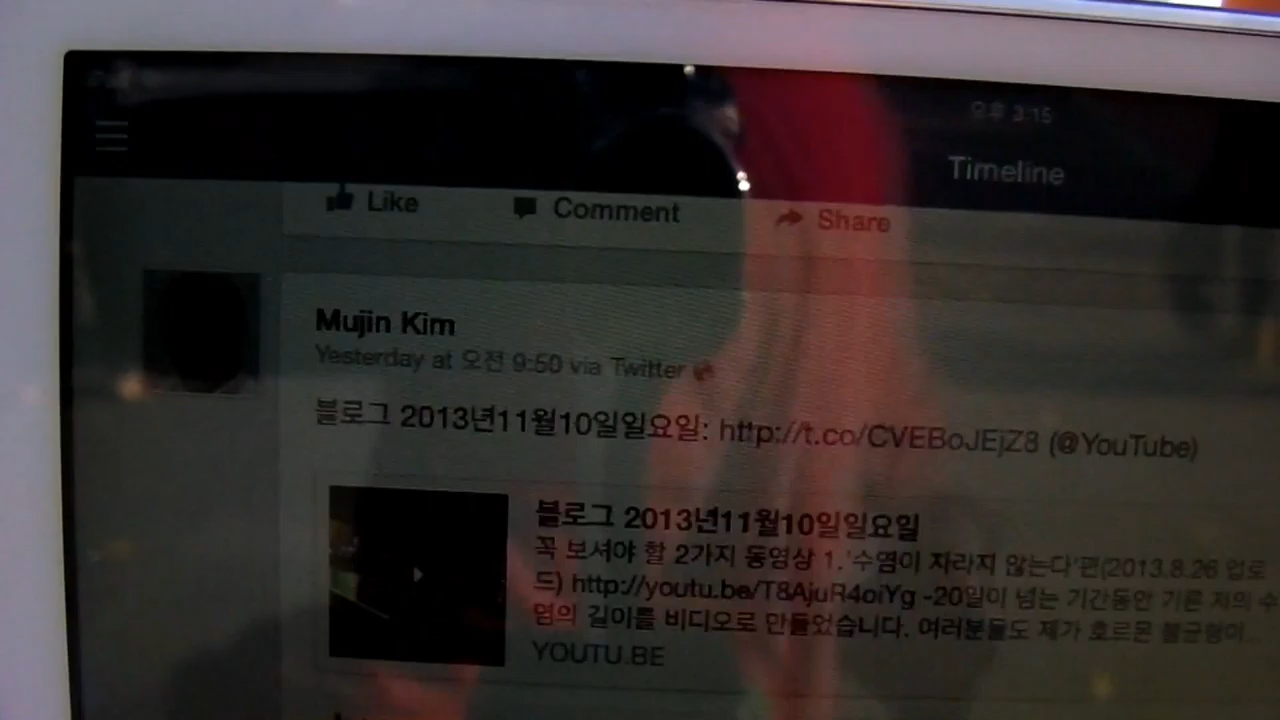 오후 3:15
Timeline
Like Comment Share
Mujin Kim
Yesterday at 오전 9:50 via Twitter
블로그 2013년11월10일일요일: http://t.co/CVEBoJEjZ8 (@YouTube)
블로그 2013년11월10일일요일
꼭 보셔야 할 2가지 동영상 1.'수염이 자라지 않는다'편(2013.8.26 업로
드) http://youtu.be/T8AjuR4oiYg -20일이 넘는 기간동안 기른 저의 수
염의 길이를 비디오로 만들었습니다. 여러분들도 제가 호르몬 불균형이...
YOUTU.BE